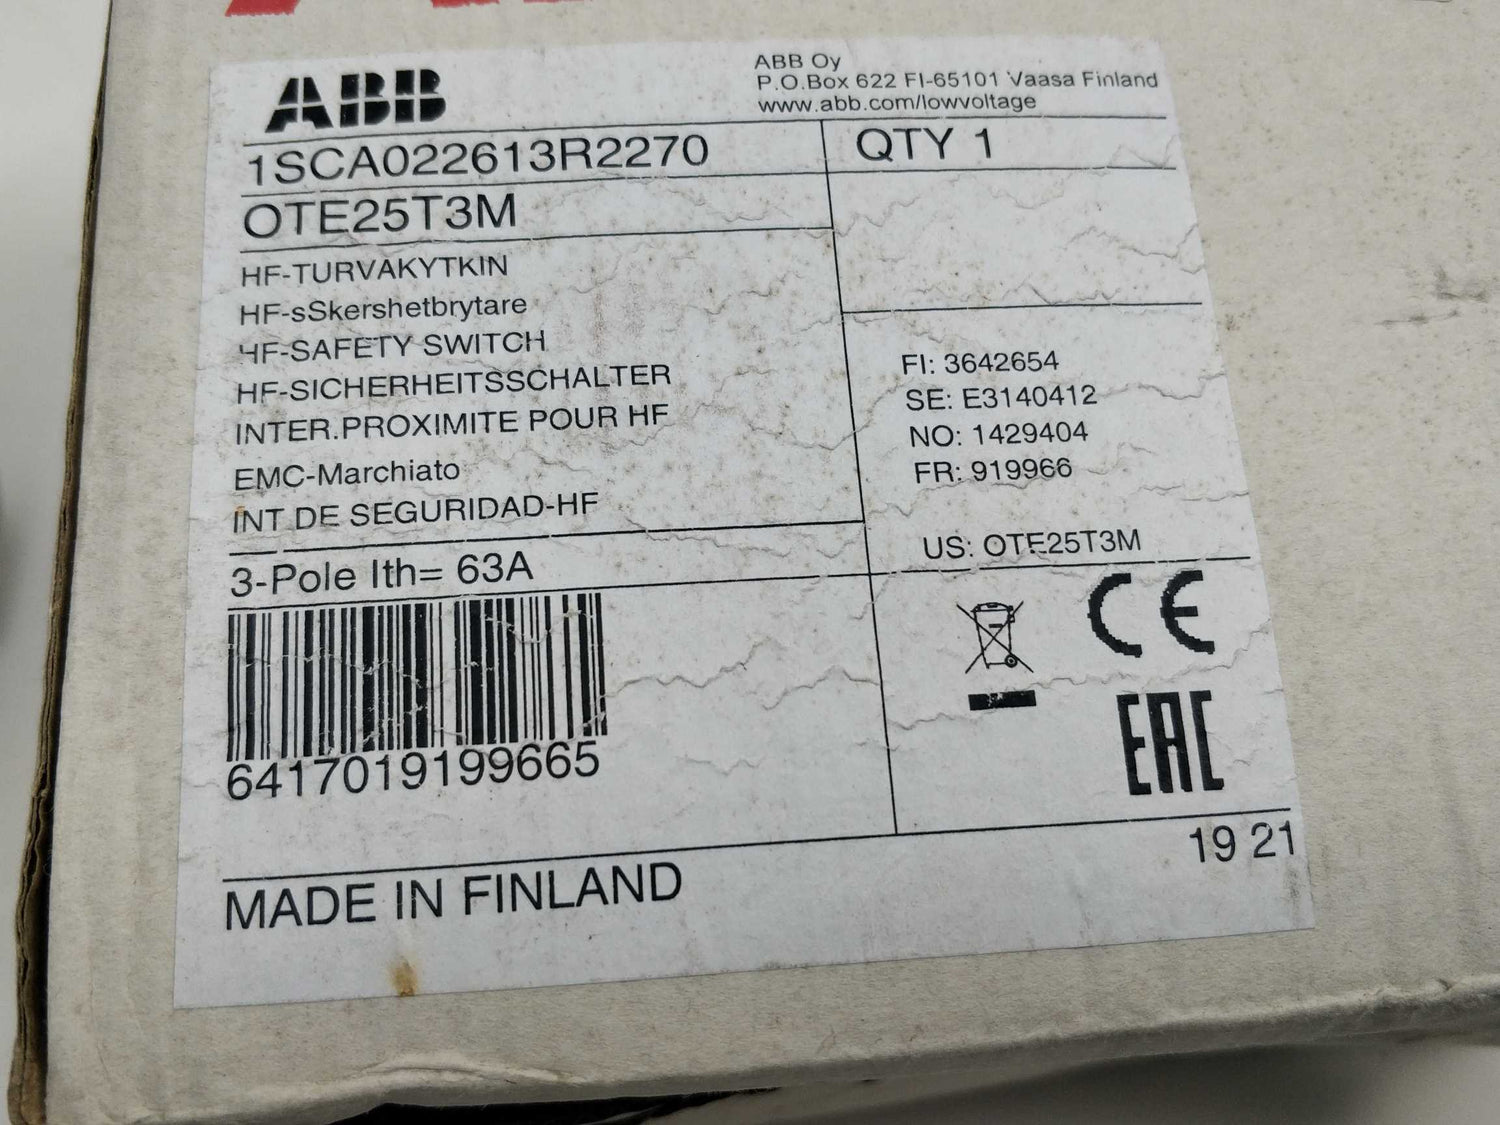 ABB
ABB Oy
P.O.Box 622 FI-65101 Vaasa Finland
www.abb.com/lowvoltage
1SCA022613R2270
QTY 1
OTE25T3M
HF-TURVAKYTKIN
HF-sSkershetbrytare
HF-SAFETY SWITCH
HF-SICHERHEITSSCHALTER
INTER.PROXIMITE POUR HF
EMC-Marchiato
INT DE SEGURIDAD-HF
FI: 3642654
SE: E3140412
NO: 1429404
FR: 919966
US: OTE25T3M
3-Pole Ith= 63A
CE
EAC
6417019199665
19 21
MADE IN FINLAND